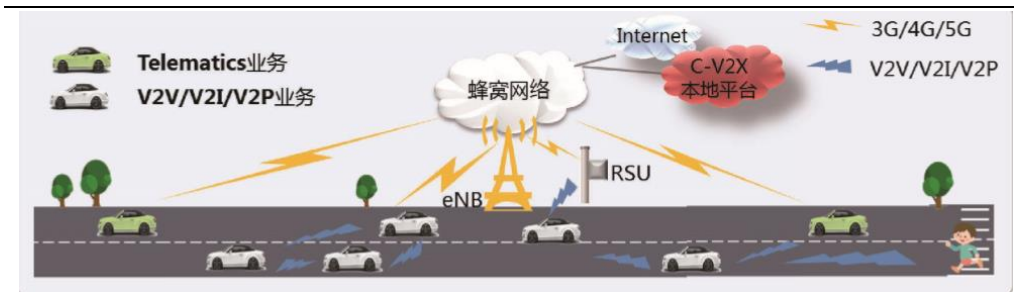 Telematics业务
V2V/V2I/V2P业务
Internet
C-V2X
本地平台
蜂窝网络
3G/4G/5G
V2V/V2I/V2P
eNB
RSU